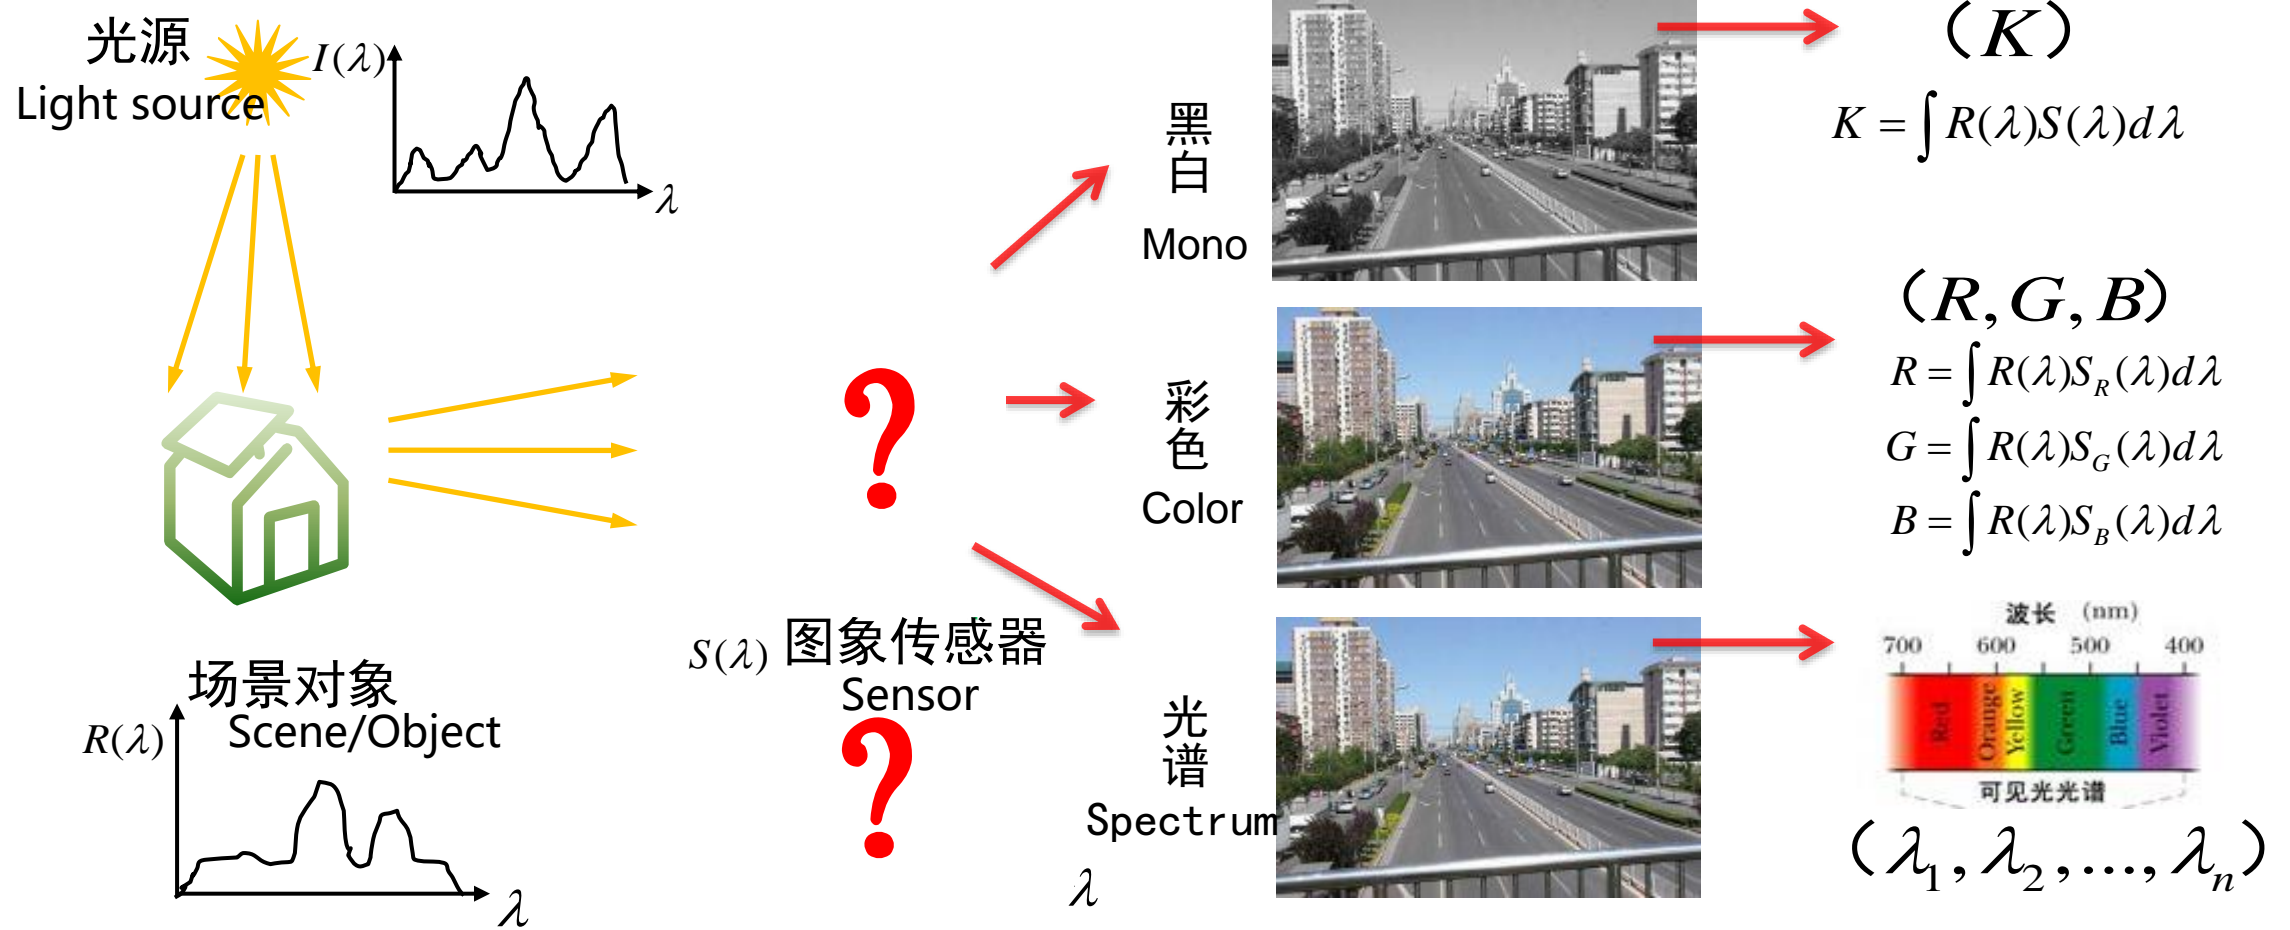 光源
Light source
I(λ)
λ
场景对象
Scene/Object
R(λ)
λ
?
S(λ) 图象传感器
Sensor
?
λ
黑
白
Mono
彩
色
Color
光
谱
Spectrum
(K)
K = ∫ R(λ)S(λ)dλ
(R, G, B)
R = ∫ R(λ)S_R(λ)dλ
G = ∫ R(λ)S_G(λ)dλ
B = ∫ R(λ)S_B(λ)dλ
波长 (nm)
700 600 500 400
Red Orange Yellow Green Blue Violet
可见光光谱
(λ₁, λ₂, ..., λₙ)